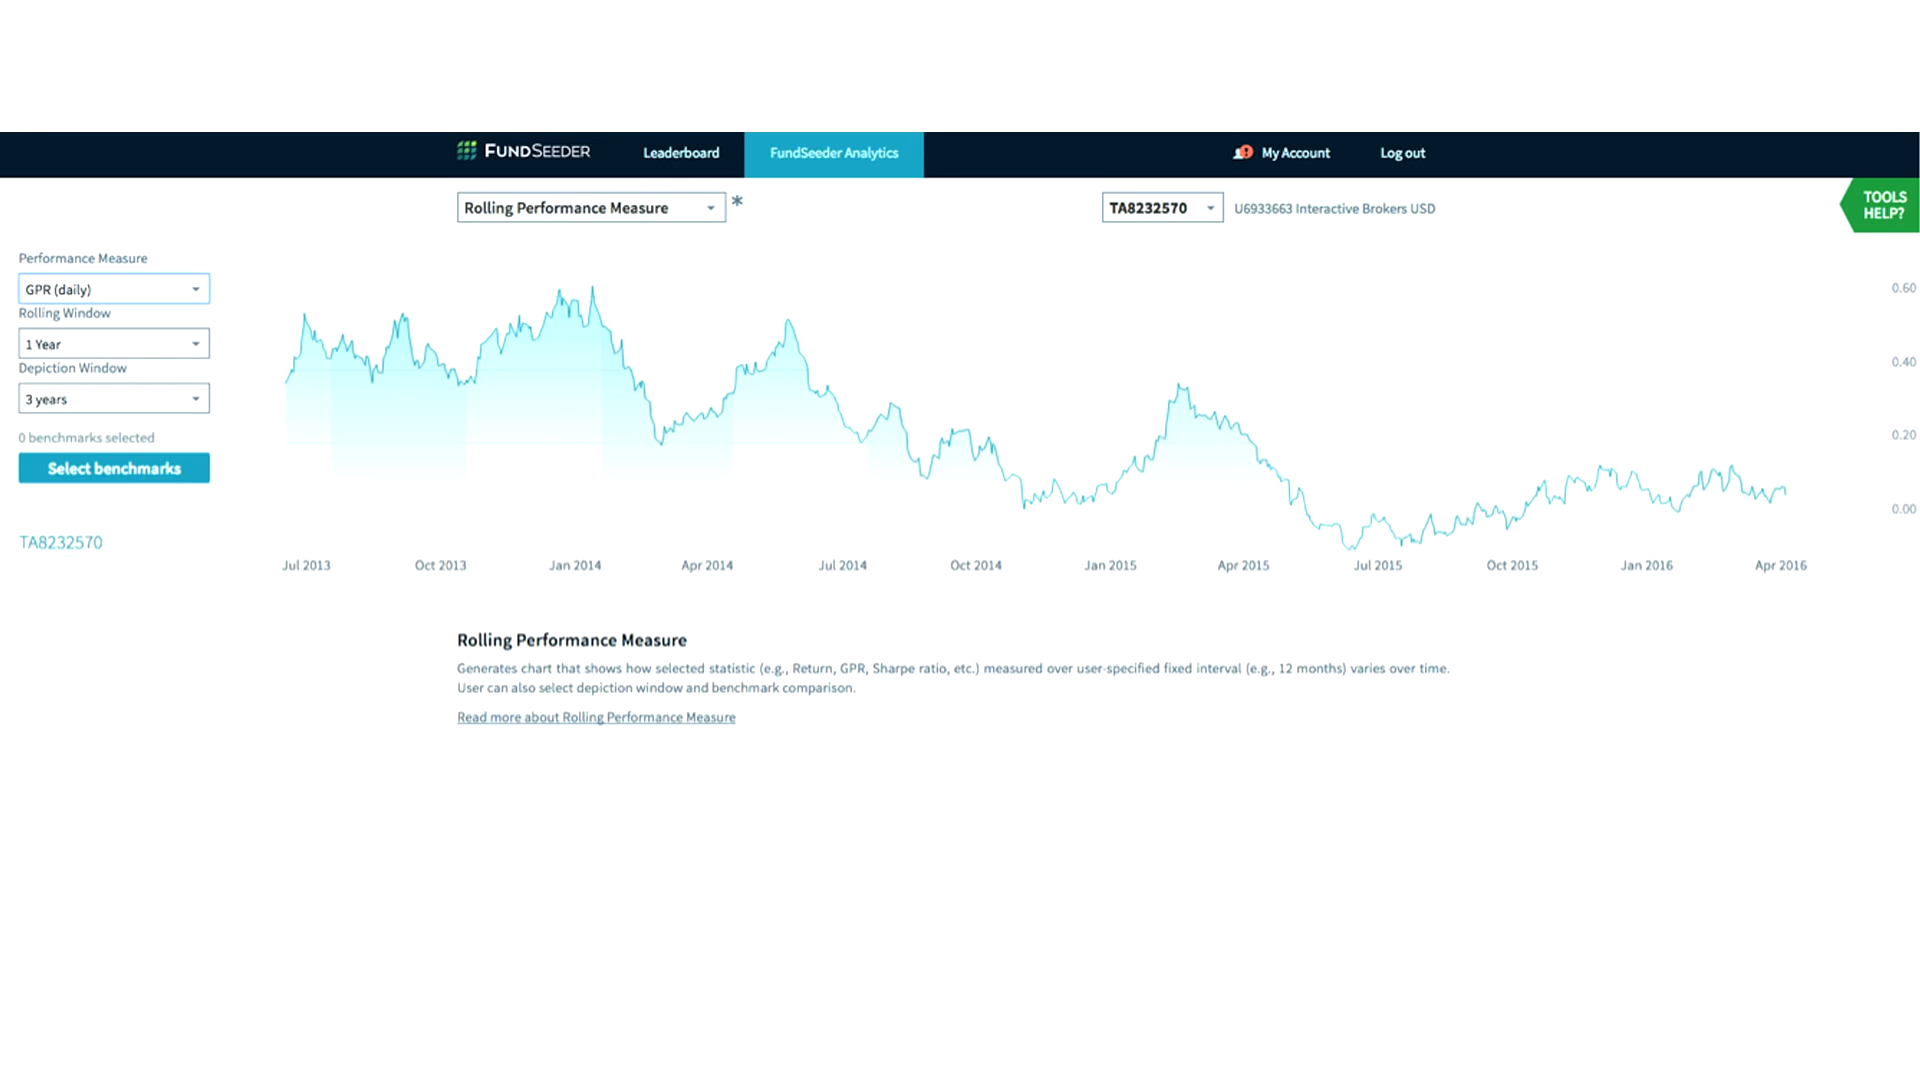 FUNDSEEDER Leaderboard FundSeeder Analytics My Account Log out
Rolling Performance Measure * TA8232570 U6933663 Interactive Brokers USD
TOOLS
HELP?
Performance Measure
GPR (daily)
Rolling Window
1 Year
Depiction Window
3 years
0 benchmarks selected
Select benchmarks
TA8232570
0.60
0.40
0.20
0.00
Jul 2013 Oct 2013 Jan 2014 Apr 2014 Jul 2014 Oct 2014 Jan 2015 Apr 2015 Jul 2015 Oct 2015 Jan 2016 Apr 2016
Rolling Performance Measure
Generates chart that shows how selected statistic (e.g., Return, GPR, Sharpe ratio, etc.) measured over user-specified fixed interval (e.g., 12 months) varies over time.
User can also select depiction window and benchmark comparison.
Read more about Rolling Performance Measure